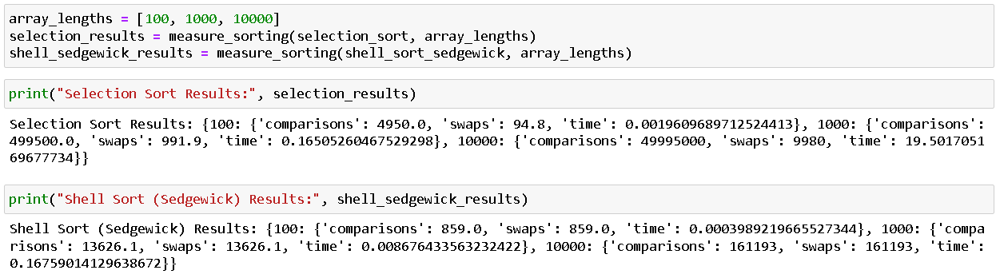 array_lengths = [100, 1000, 10000]
selection_results = measure_sorting(selection_sort, array_lengths)
shell_sedgewick_results = measure_sorting(shell_sort_sedgewick, array_lengths)
print("Selection Sort Results:", selection_results)
Selection Sort Results: {100: {'comparisons': 4950.0, 'swaps': 94.8, 'time': 0.0019609689712524413}, 1000: {'comparisons':
499500.0, 'swaps': 991.9, 'time': 0.16505260467529298}, 10000: {'comparisons': 49995000, 'swaps': 9980, 'time': 19.5017051
69677734}}
print("Shell Sort (Sedgewick) Results:", shell_sedgewick_results)
Shell Sort (Sedgewick) Results: {100: {'comparisons': 859.0, 'swaps': 859.0, 'time': 0.0003989219665527344}, 1000: {'compa
risons': 13626.1, 'swaps': 13626.1, 'time': 0.008676433563232422}, 10000: {'comparisons': 161193, 'swaps': 161193, 'time':
0.16759014129638672}}